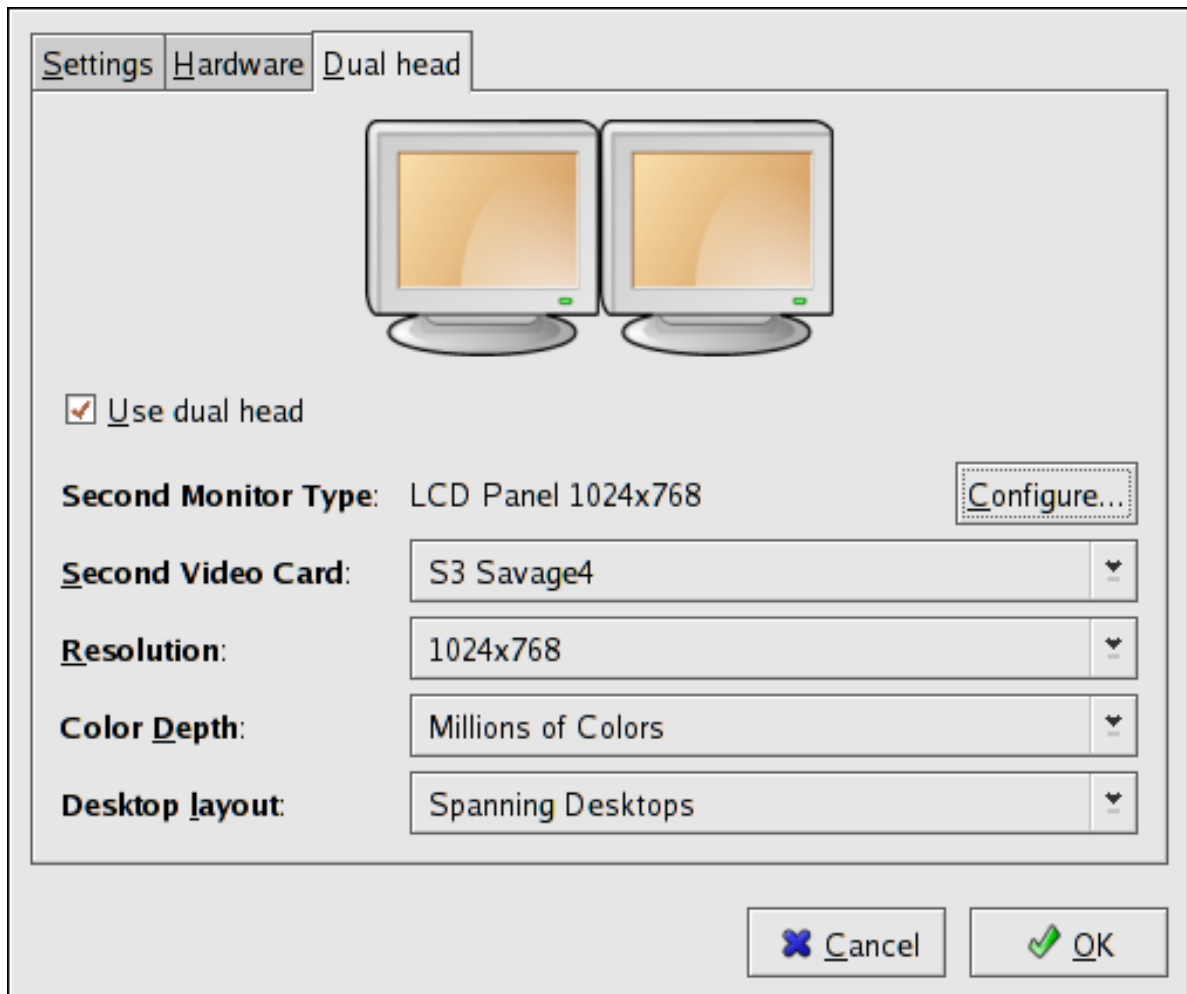 Settings Hardware Dual head
Use dual head
Second Monitor Type: LCD Panel 1024x768 Configure...
Second Video Card: S3 Savage4
Resolution: 1024x768
Color Depth: Millions of Colors
Desktop layout: Spanning Desktops
Cancel OK